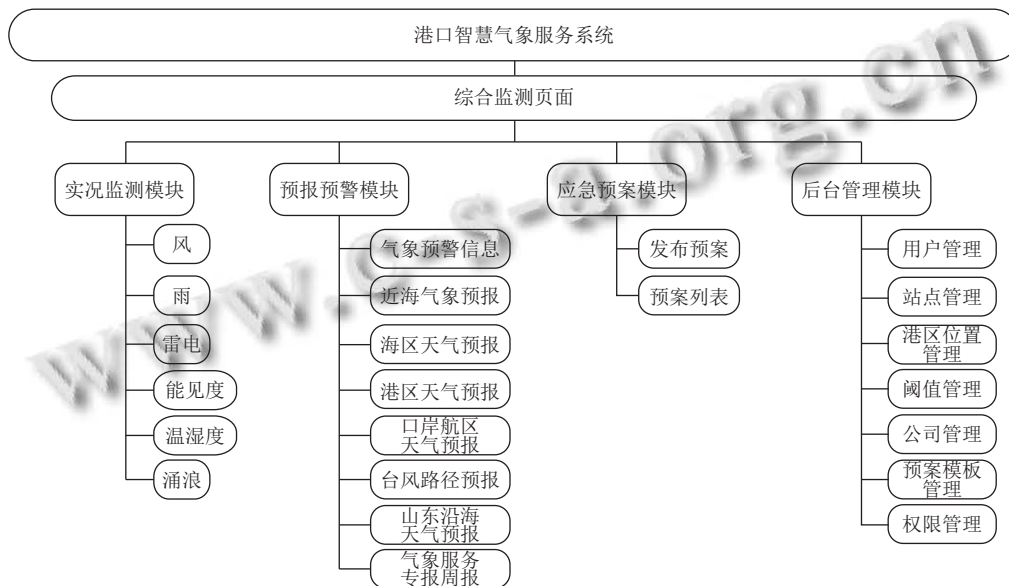 港口智慧气象服务系统
综合监测页面
实况监测模块
风
雨
雷电
能见度
温湿度
涌浪
预报预警模块
气象预警信息
近海气象预报
海区天气预报
港区天气预报
口岸航区
天气预报
台风路径预报
山东沿海
天气预报
气象服务
专报周报
应急预案模块
发布预案
预案列表
后台管理模块
用户管理
站点管理
港区位置
管理
阈值管理
公司管理
预案模板
管理
权限管理
www.c-s-a.org.cn